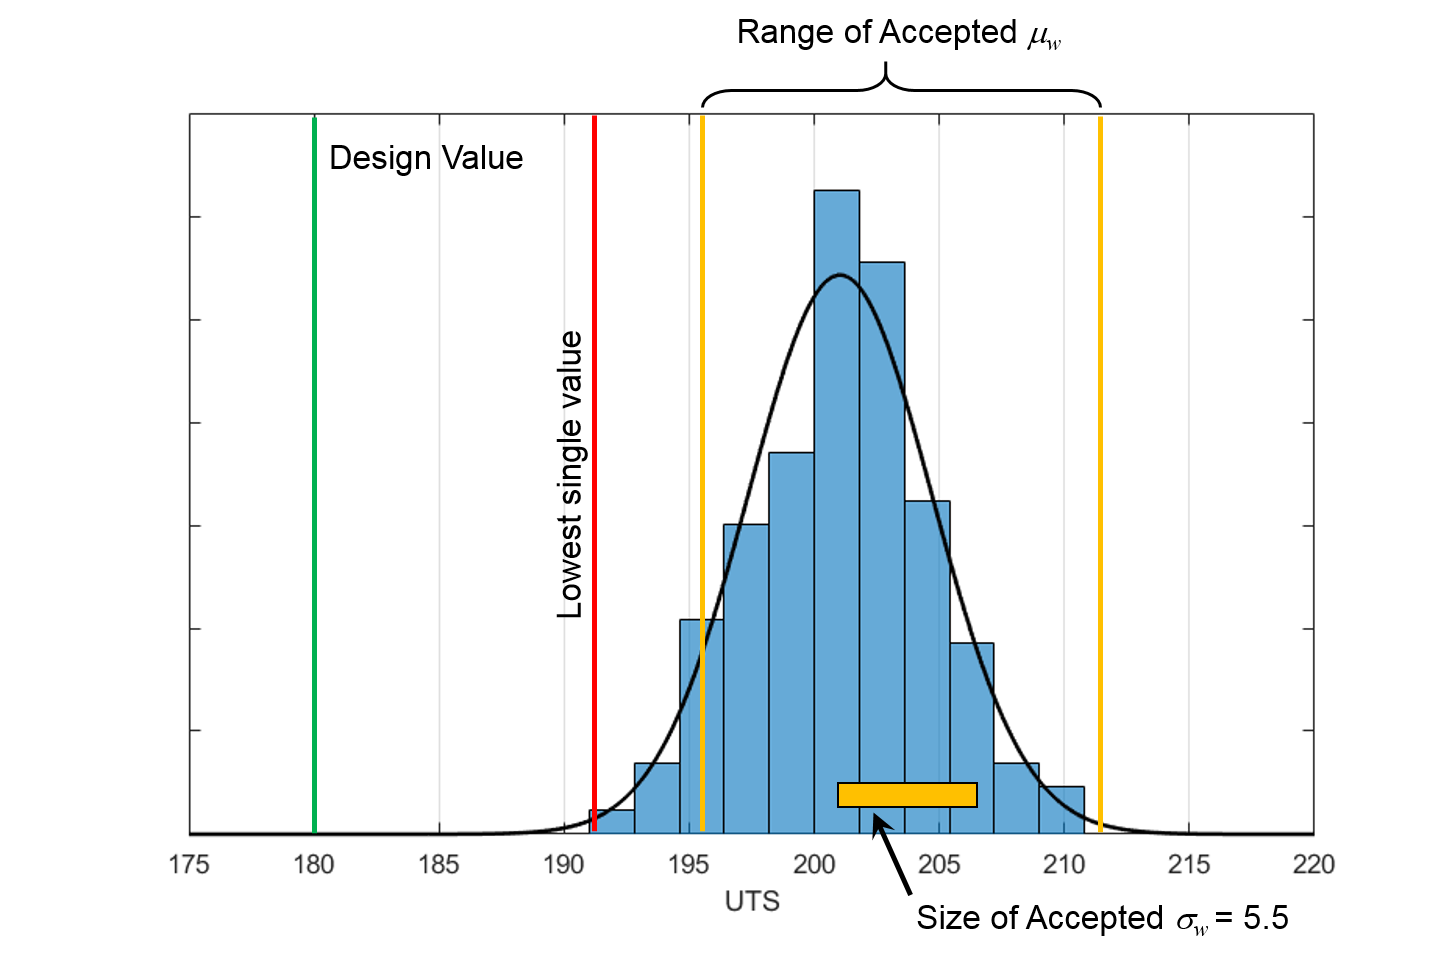 Range of Accepted μw
Design Value
Lowest single value
175 180 185 190 195 200 205 210 215 220
UTS
Size of Accepted σw = 5.5